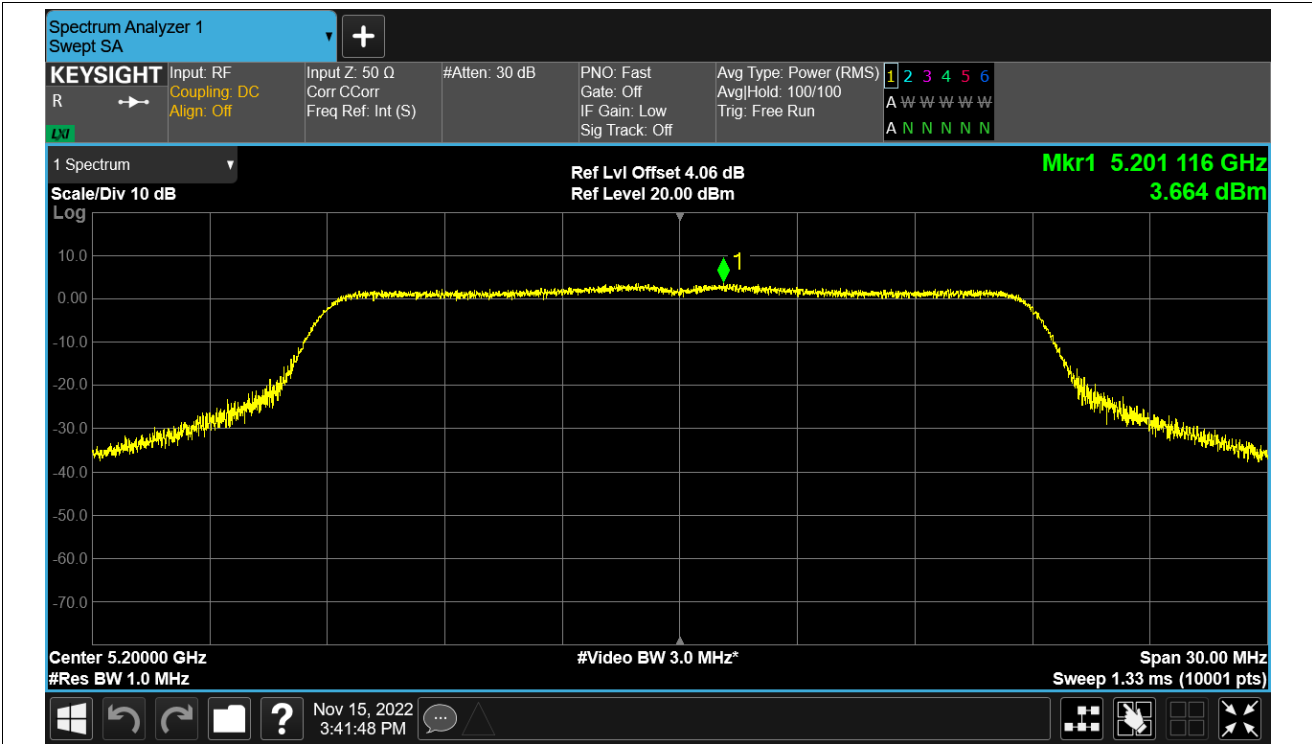 Spectrum Analyzer 1
Swept SA
KEYSIGHT
R
LXI
Input: RF
Coupling: DC
Align: Off
Input Z: 50 Ω
Corr CCorr
Freq Ref: Int (S)
#Atten: 30 dB
PNO: Fast
Gate: Off
IF Gain: Low
Sig Track: Off
Avg Type: Power (RMS)
Avg|Hold: 100/100
Trig: Free Run
1 2 3 4 5 6
A W W W W W
A N N N N N
1 Spectrum
Scale/Div 10 dB
Ref Lvl Offset 4.06 dB
Ref Level 20.00 dBm
Mkr1 5.201 116 GHz
3.664 dBm
Log
10.0
0.00
-10.0
-20.0
-30.0
-40.0
-50.0
-60.0
-70.0
1
Center 5.20000 GHz
#Res BW 1.0 MHz
#Video BW 3.0 MHz*
Span 30.00 MHz
Sweep 1.33 ms (10001 pts)
?
Nov 15, 2022
3:41:48 PM